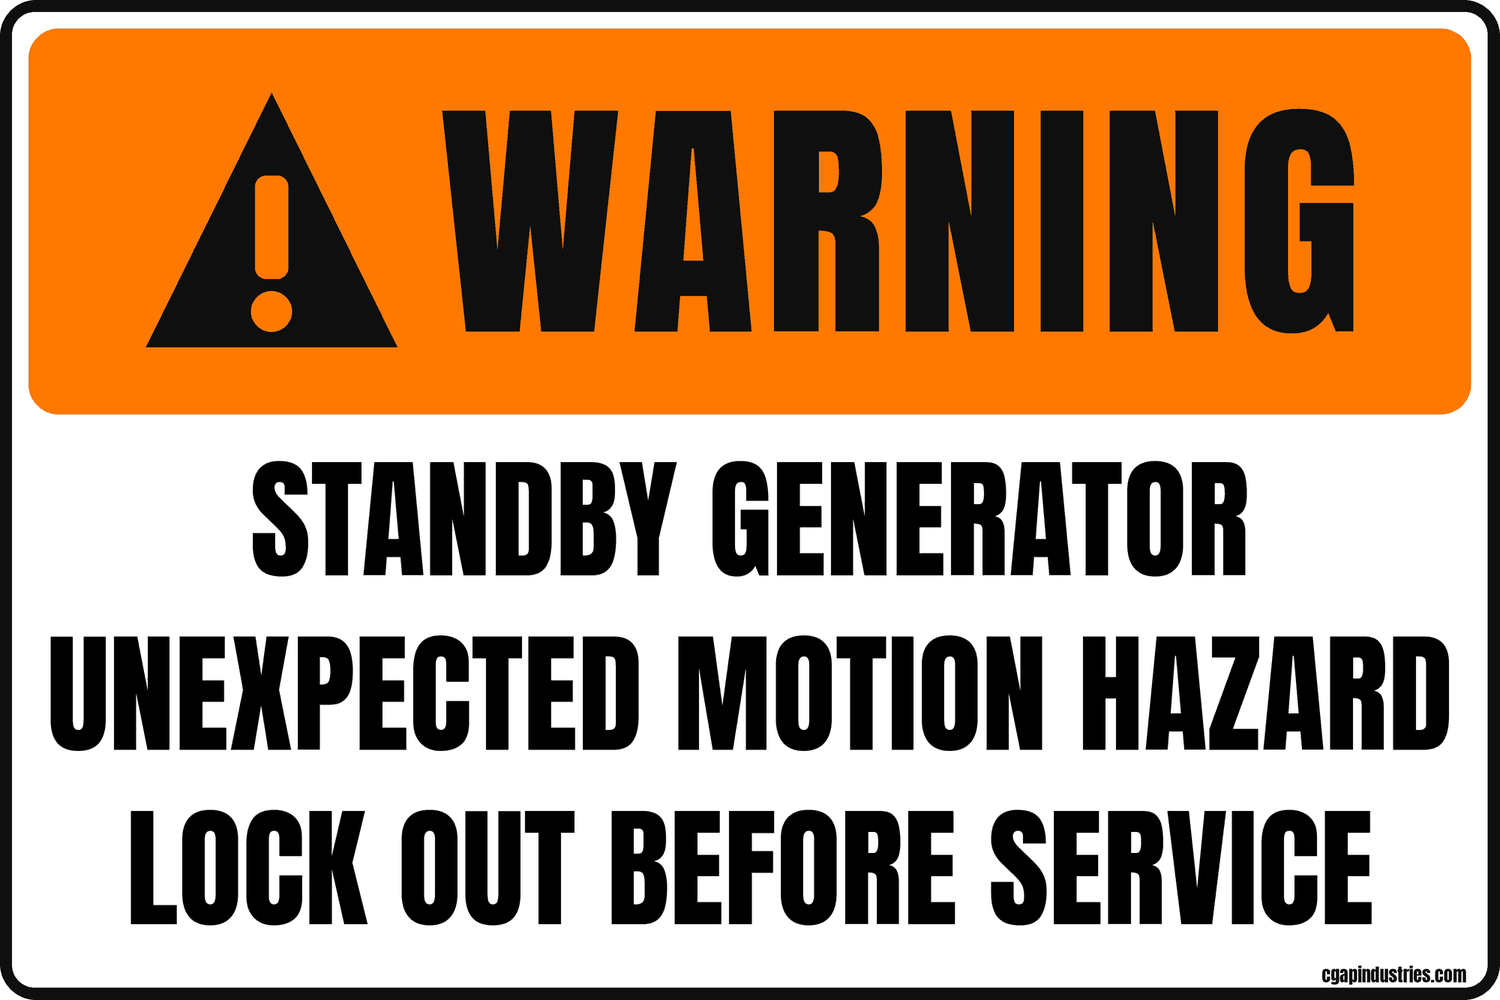 WARNING
STANDBY GENERATOR
UNEXPECTED MOTION HAZARD
LOCK OUT BEFORE SERVICE
cgapindustries.com